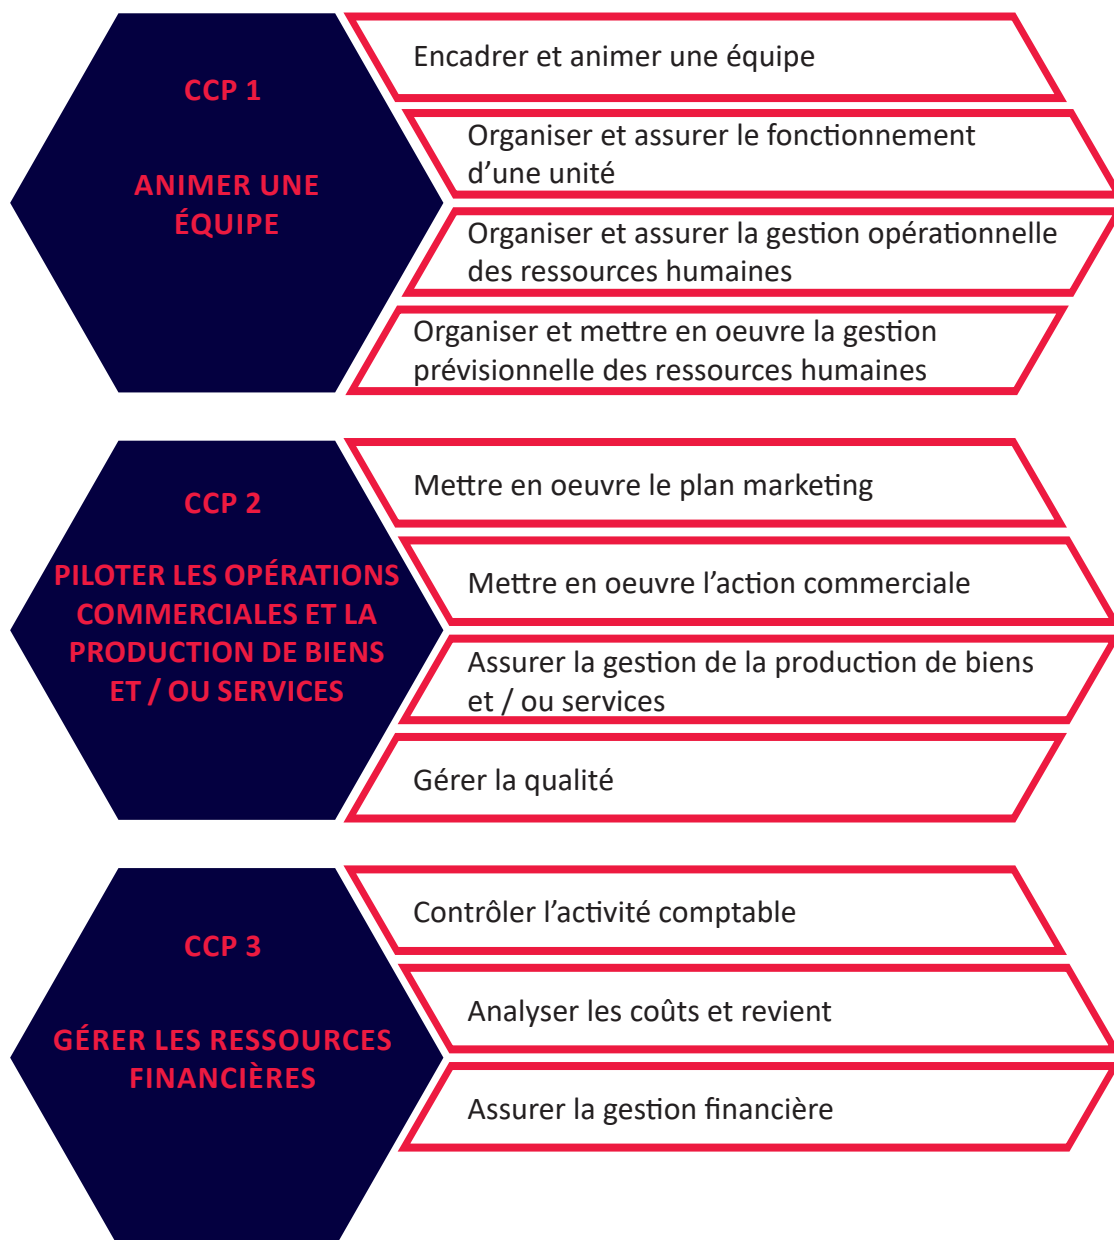 CCP 1
ANIMER UNE
ÉQUIPE
Encadrer et animer une équipe
Organiser et assurer le fonctionnement
d’une unité
Organiser et assurer la gestion opérationnelle
des ressources humaines
Organiser et mettre en oeuvre la gestion
prévisionnelle des ressources humaines
CCP 2
PILOTER LES OPÉRATIONS
COMMERCIALES ET LA
PRODUCTION DE BIENS
ET / OU SERVICES
Mettre en oeuvre le plan marketing
Mettre en oeuvre l’action commerciale
Assurer la gestion de la production de biens
et / ou services
Gérer la qualité
CCP 3
GÉRER LES RESSOURCES
FINANCIÈRES
Contrôler l’activité comptable
Analyser les coûts et revient
Assurer la gestion financière